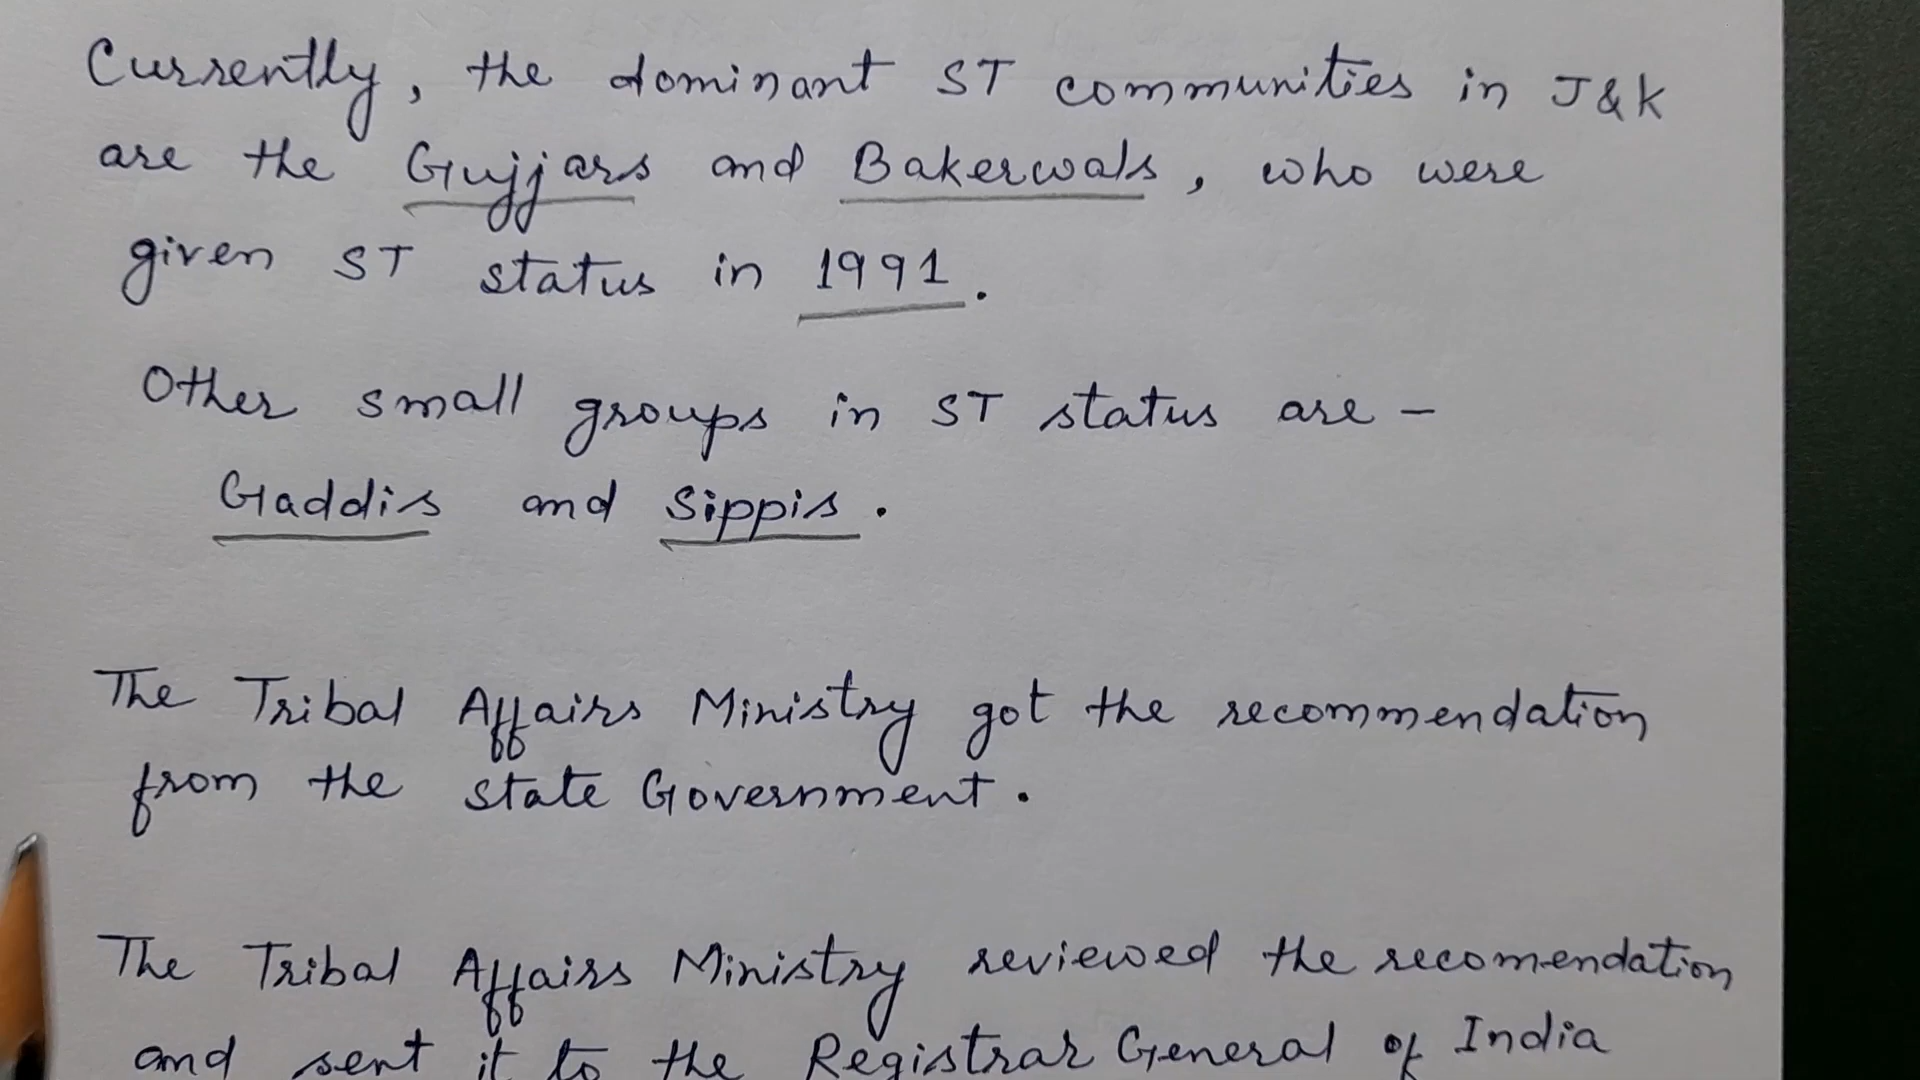 Currently, the dominant ST communities in J&K
are the Gujjars and Bakerwals, who were
given ST status in 1991.
Other small groups in ST status are -
Gaddis and Sippis.
The Tribal Affairs Ministry got the recommendation
from the state Government.
The Tribal Affairs Ministry reviewed the recomendation
and sent it to the Registrar General of India